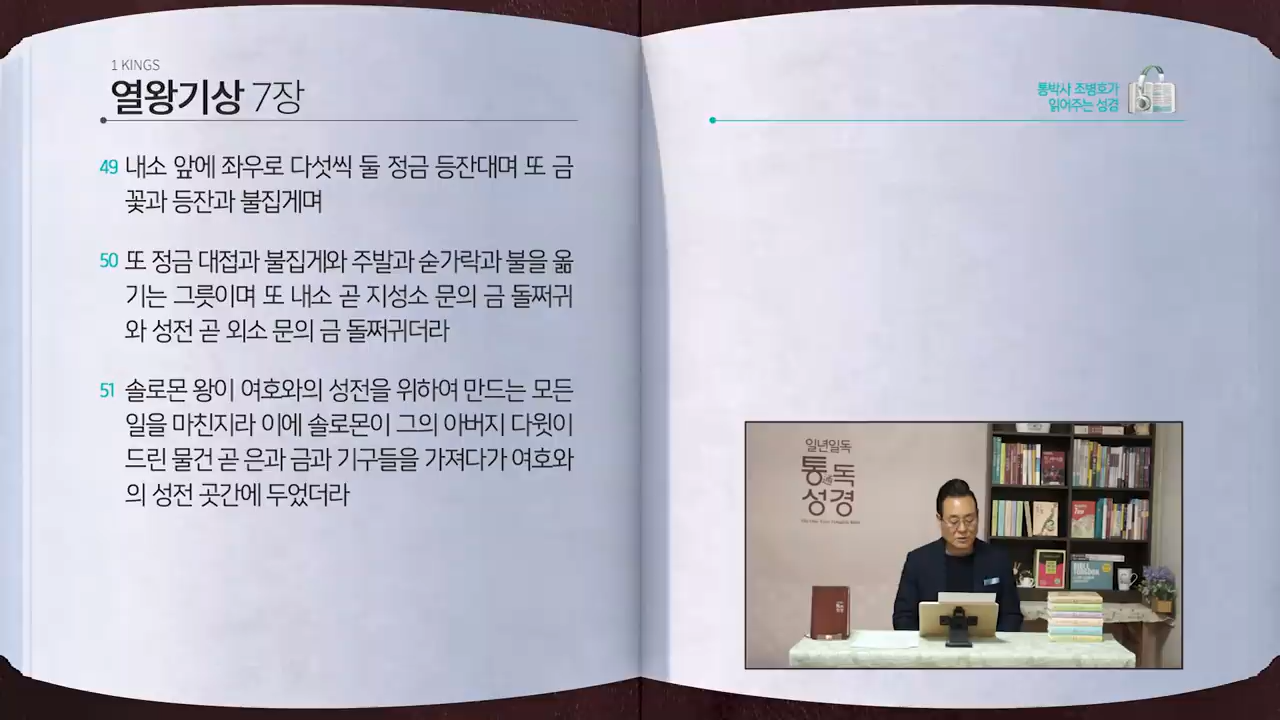 1 KINGS
열왕기상 7장
49 내소 앞에 좌우로 다섯씩 둘 정금 등잔대며 또 금
꽃과 등잔과 불집게며
50 또 정금 대접과 불집게와 주발과 숟가락과 불을 옮
기는 그릇이며 또 내소 곧 지성소 문의 금 돌쩌귀
와 성전 곧 외소 문의 금 돌쩌귀더라
51 솔로몬 왕이 여호와의 성전을 위하여 만드는 모든
일을 마친지라 이에 솔로몬이 그의 아버지 다윗이
드린 물건 곧 은과 금과 기구들을 가져다가 여호와
의 성전 곳간에 두었더라
통박사 조병호가
읽어주는 성경
일년일독
통독
성경
BIBLE